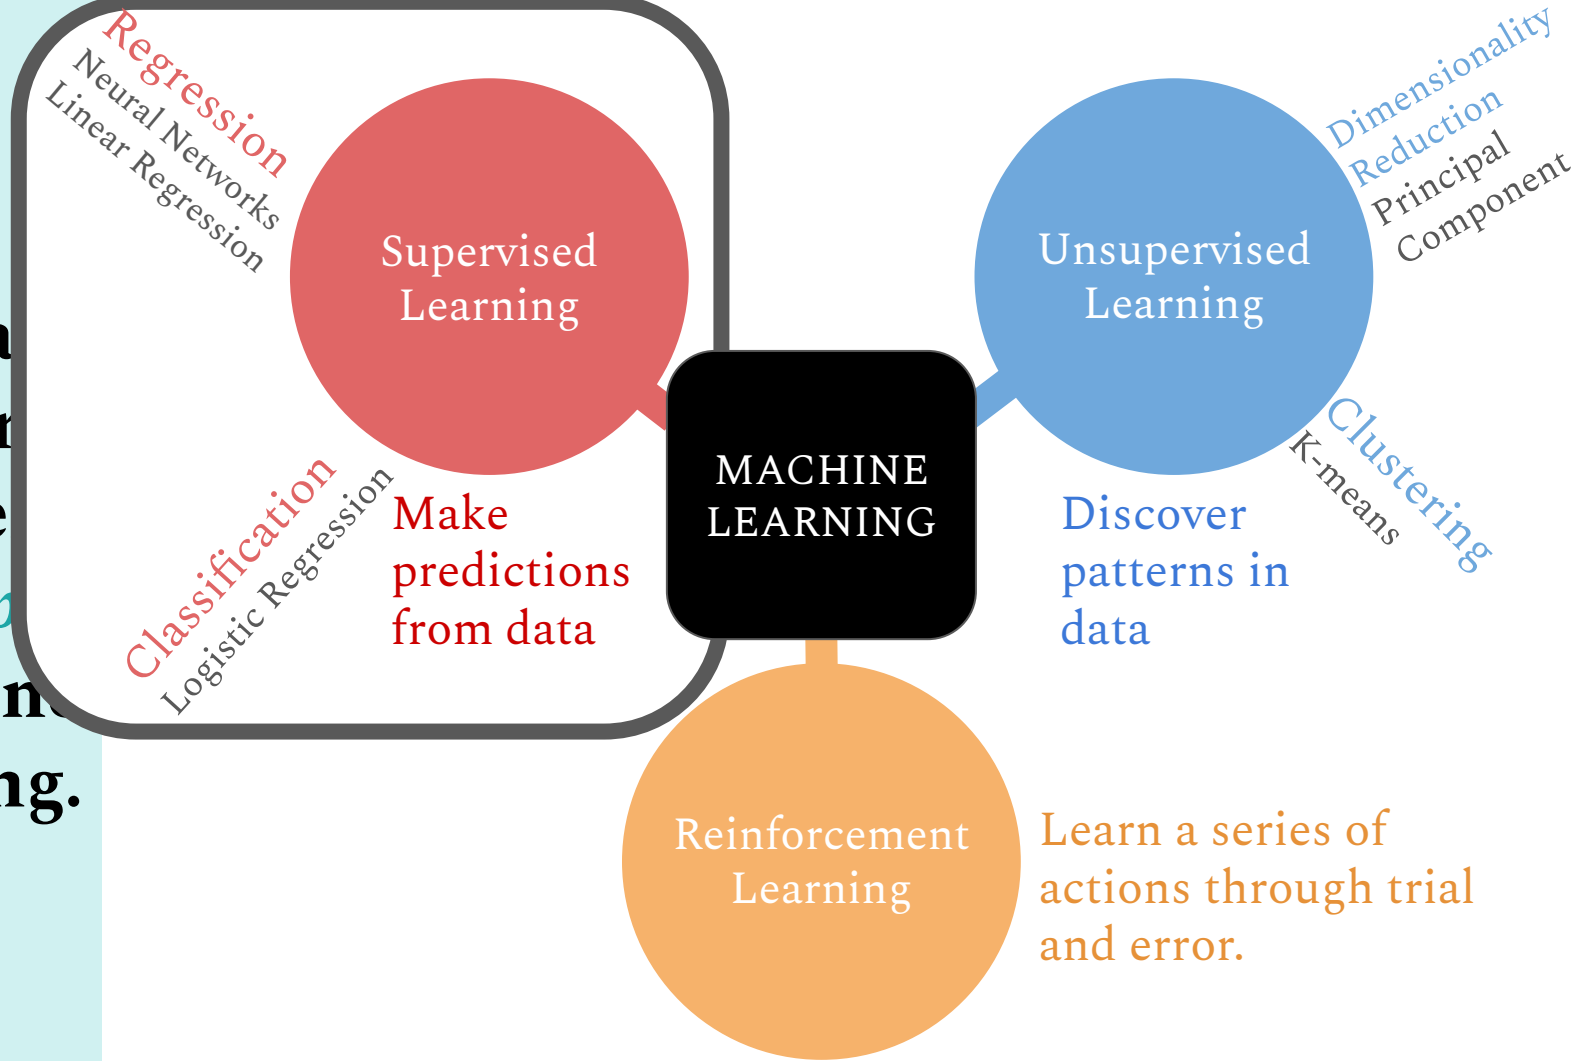 Regression
Neural Networks
Linear Regression
Supervised
Learning
Classification
Logistic Regression
Make
predictions
from data
MACHINE
LEARNING
Unsupervised
Learning
Dimensionality
Reduction
Principal
Component
Clustering
K-means
Discover
patterns in
data
Reinforcement
Learning
Learn a series of
actions through trial
and error.